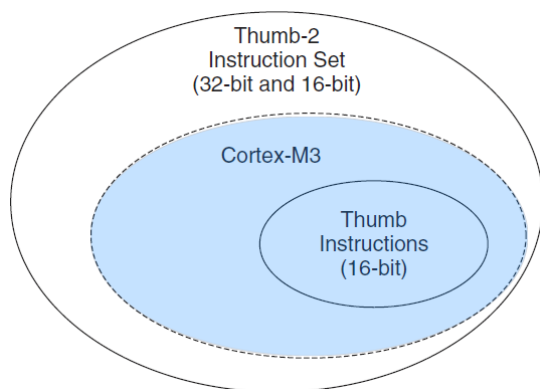 Thumb-2
Instruction Set
(32-bit and 16-bit)
Cortex-M3
Thumb
Instructions
(16-bit)